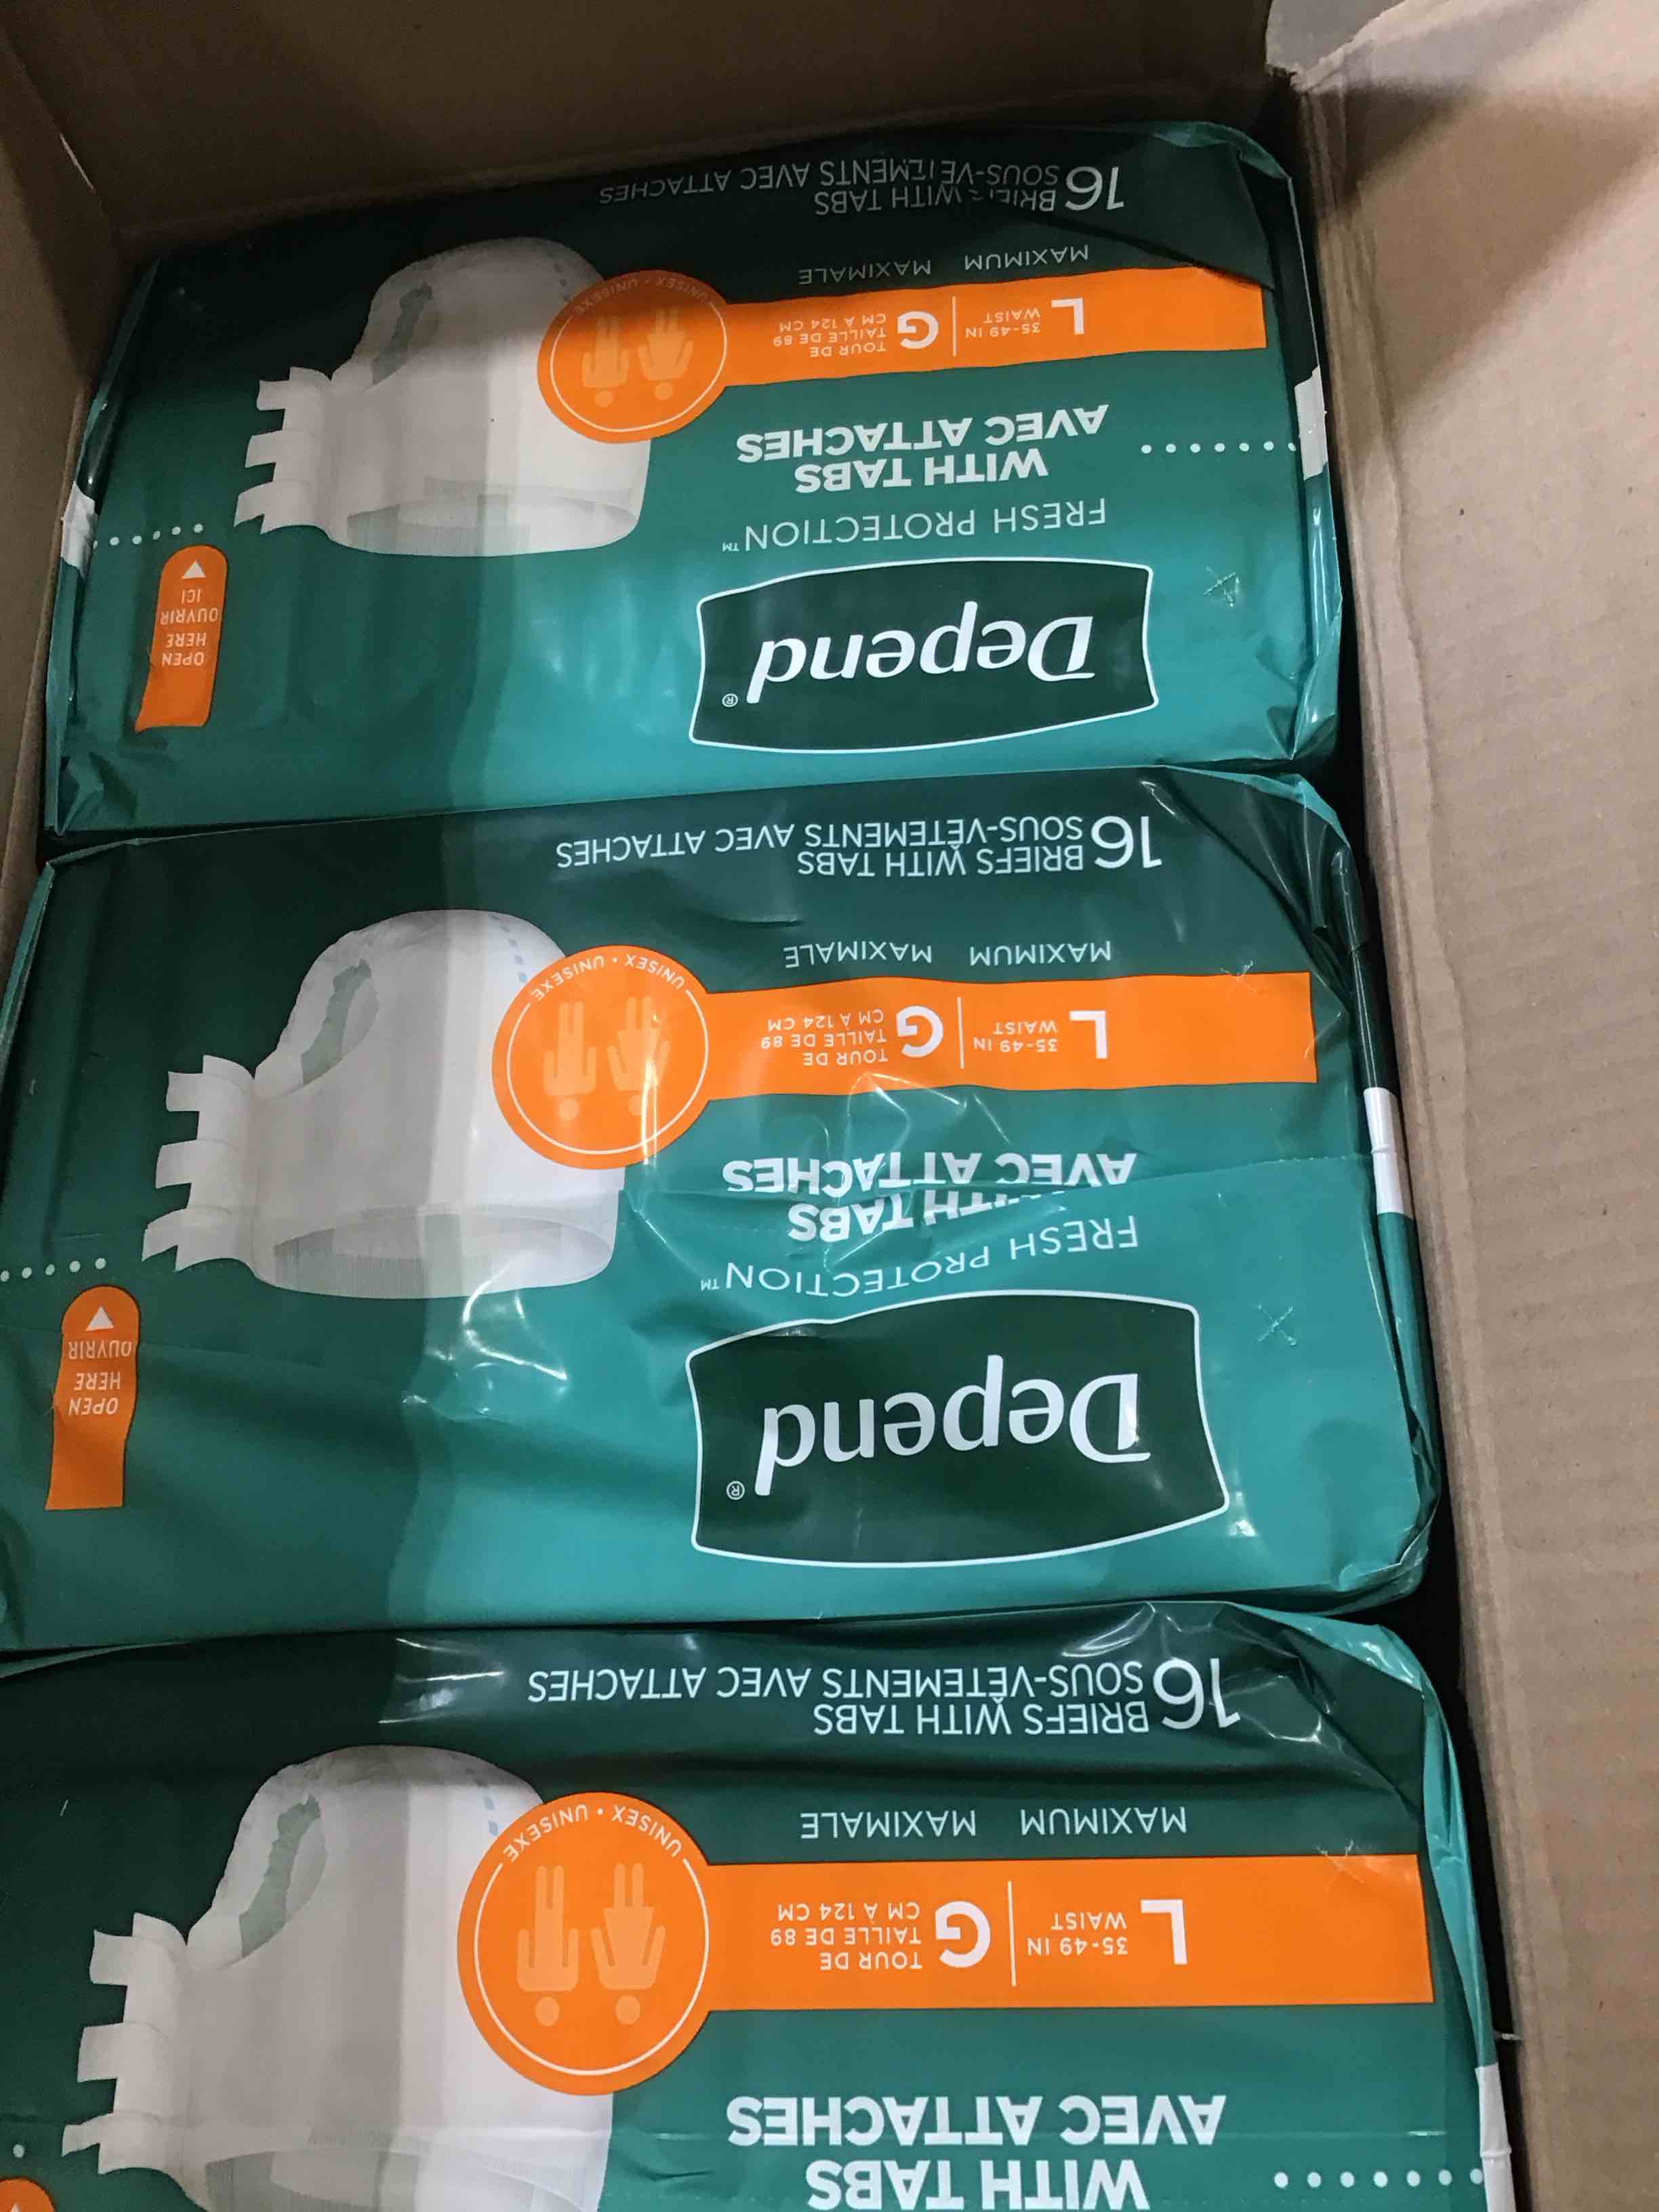 Depend®
FRESH PROTECTION™
WITH TABS
AVEC ATTACHES
L 35-49 IN WAIST
G TOUR DE TAILLE DE 89 CM À 124 CM
UNISEX • UNISEXE
MAXIMUM MAXIMALE
16 BRIEFS WITH TABS
SOUS-VÊTEMENTS AVEC ATTACHES
OPEN
HERE
OUVRIR
ICI
Depend®
FRESH PROTECTION™
WITH TABS
AVEC ATTACHES
L 35-49 IN WAIST
G TOUR DE TAILLE DE 89 CM À 124 CM
UNISEX • UNISEXE
MAXIMUM MAXIMALE
16 BRIEFS WITH TABS
SOUS-VÊTEMENTS AVEC ATTACHES
OPEN
HERE
OUVRIR
WITH TABS
AVEC ATTACHES
L 35-49 IN WAIST
G TOUR DE TAILLE DE 89 CM À 124 CM
UNISEX • UNISEXE
MAXIMUM MAXIMALE
16 BRIEFS WITH TABS
SOUS-VÊTEMENTS AVEC ATTACHES